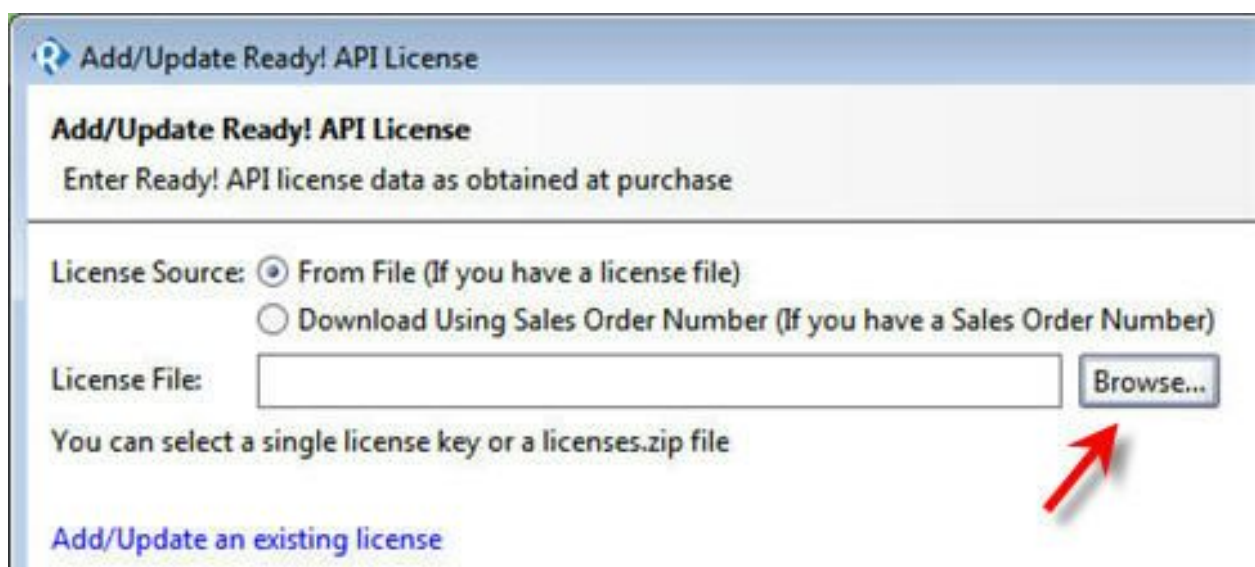 Add/Update Ready! API License
Add/Update Ready! API License
Enter Ready! API license data as obtained at purchase
License Source: From File (If you have a license file)
Download Using Sales Order Number (If you have a Sales Order Number)
License File: Browse...
You can select a single license key or a licenses.zip file
Add/Update an existing license